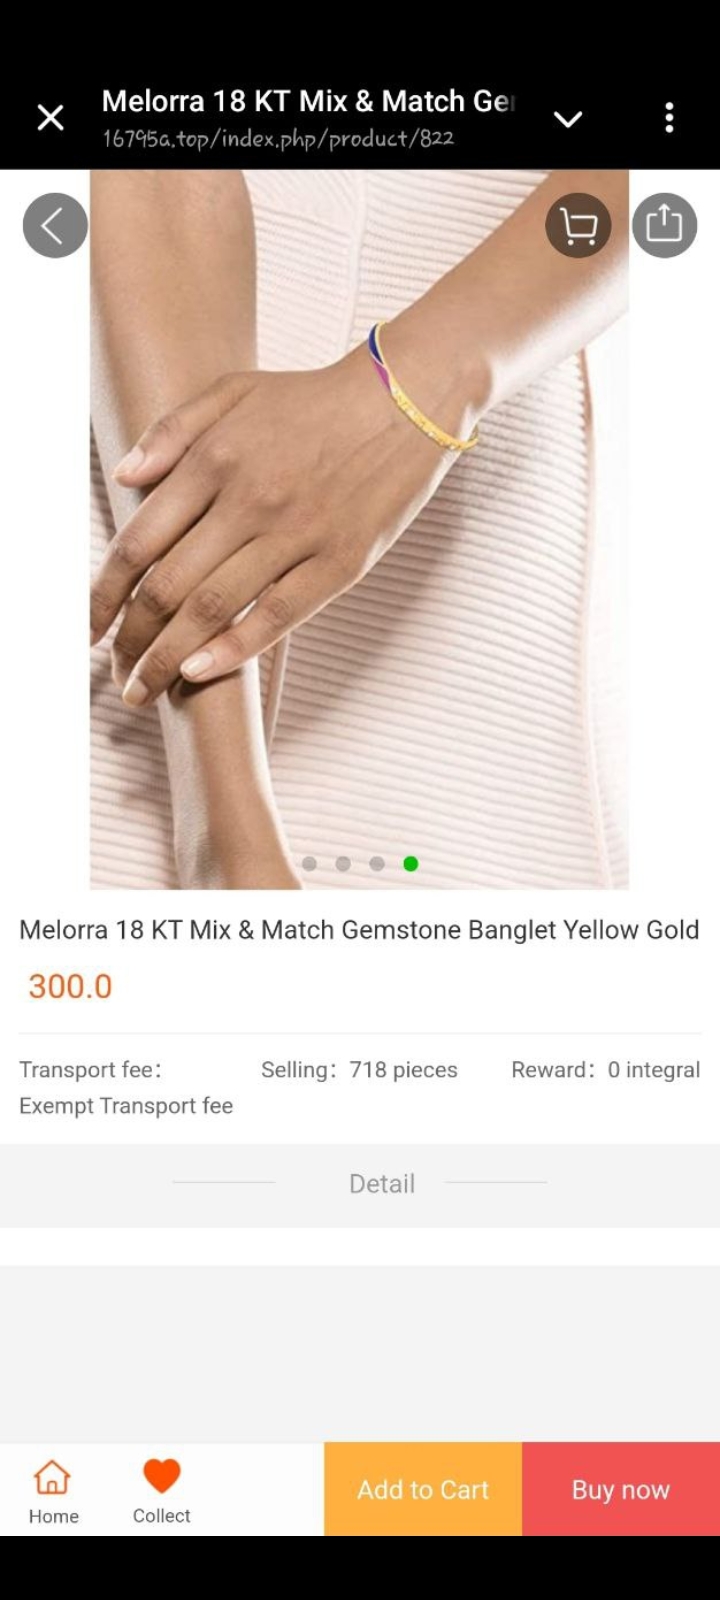 Melorra 18 KT Mix & Match Ge
16795a.top/index.php/product/822
Melorra 18 KT Mix & Match Gemstone Banglet Yellow Gold
300.0
Transport fee: Selling: 718 pieces Reward: 0 integral
Exempt Transport fee
Detail
Home
Collect
Add to Cart
Buy now